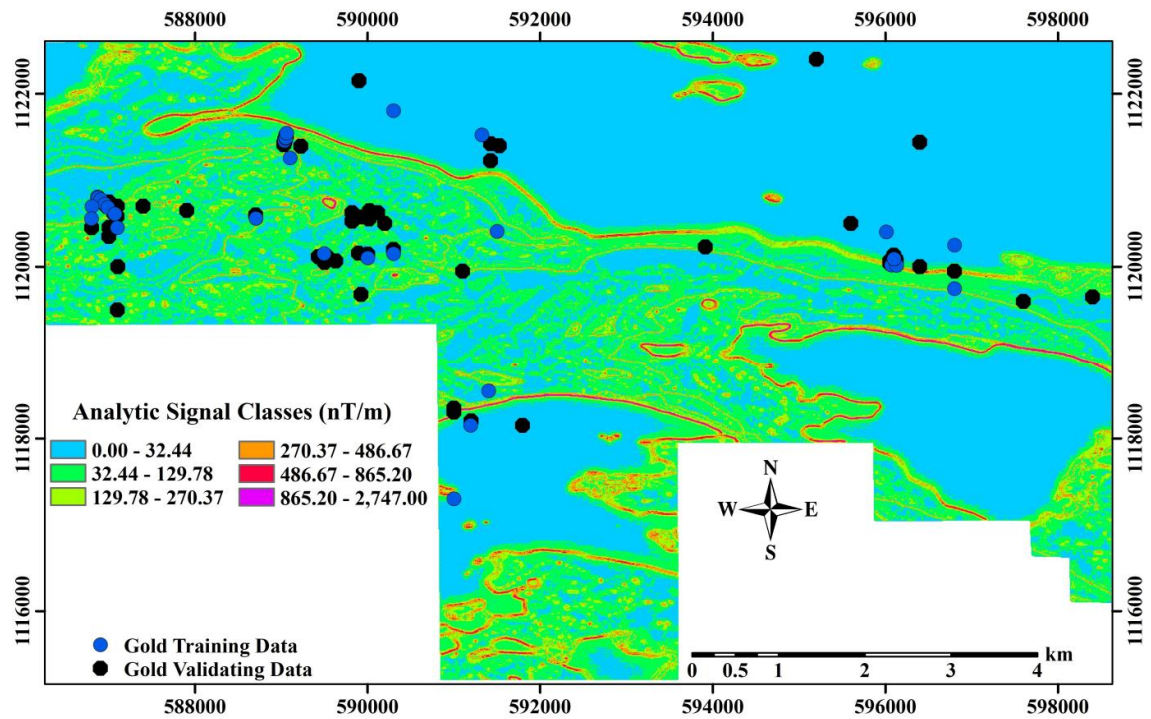 588000 590000 592000 594000 596000 598000
1122000 1122000
1120000 1120000
1118000 1118000
1116000 1116000
Analytic Signal Classes (nT/m)
0.00 - 32.44 270.37 - 486.67
32.44 - 129.78 486.67 - 865.20
129.78 - 270.37 865.20 - 2,747.00
N
W E
S
Gold Training Data
Gold Validating Data
km
0 0.5 1 2 3 4
588000 590000 592000 594000 596000 598000